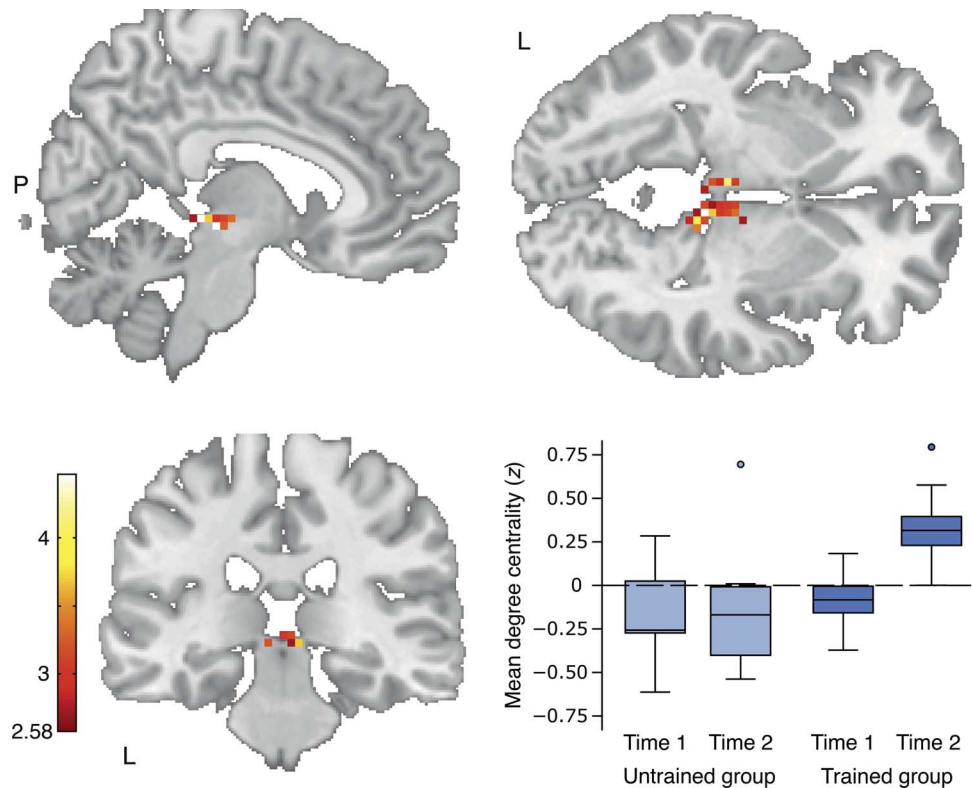 P
L
4
3
2.58
L
Mean degree centrality (z)
0.75
0.50
0.25
0
−0.25
−0.50
−0.75
Time 1 Time 2 Time 1 Time 2
Untrained group Trained group